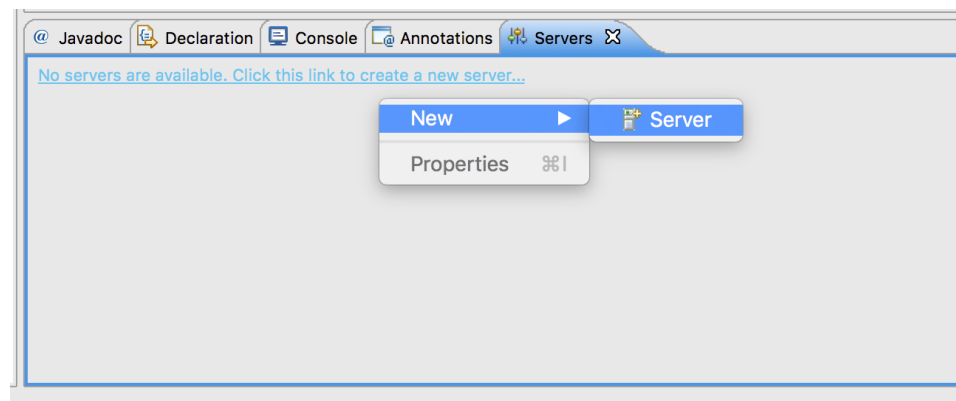 @ Javadoc Declaration Console Annotations Servers
No servers are available. Click this link to create a new server...
New Server
Properties ⌘I